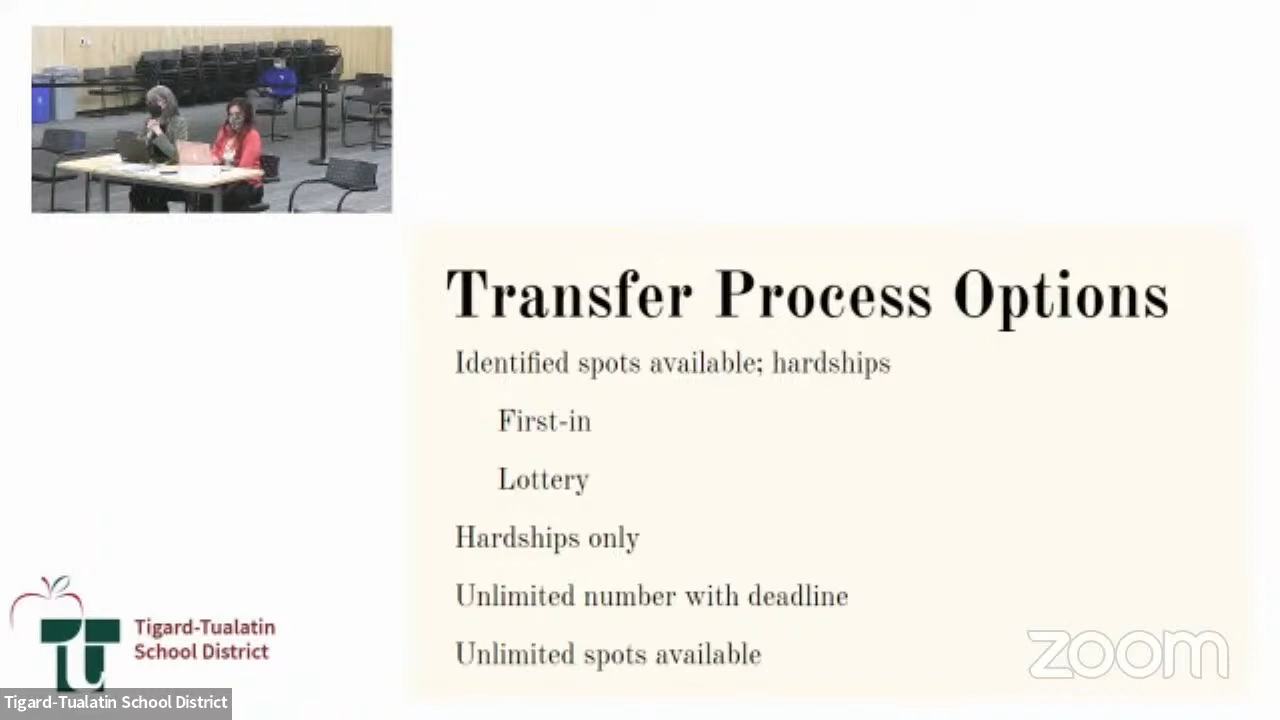 Transfer Process Options
Identified spots available; hardships
First-in
Lottery
Hardships only
Unlimited number with deadline
Unlimited spots available
zoom
Tigard-Tualatin
School District
Tigard-Tualatin School District